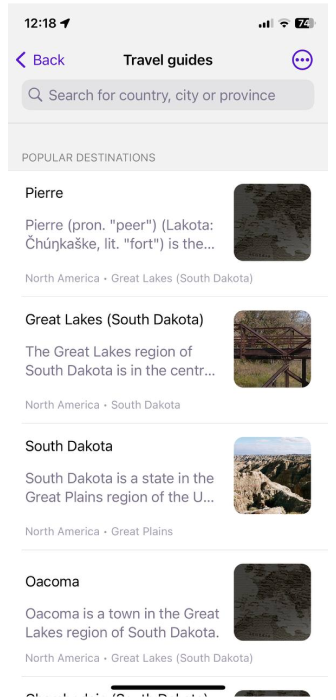 12:18
74
Back
Travel guides
Search for country, city or province
POPULAR DESTINATIONS
Pierre
Pierre (pron. "peer") (Lakota:
Čhúŋkaške, lit. "fort") is the...
North America • Great Lakes (South Dakota)
Great Lakes (South Dakota)
The Great Lakes region of
South Dakota is in the centr...
North America • South Dakota
South Dakota
South Dakota is a state in the
Great Plains region of the U...
North America • Great Plains
Oacoma
Oacoma is a town in the Great
Lakes region of South Dakota.
North America • Great Lakes (South Dakota)